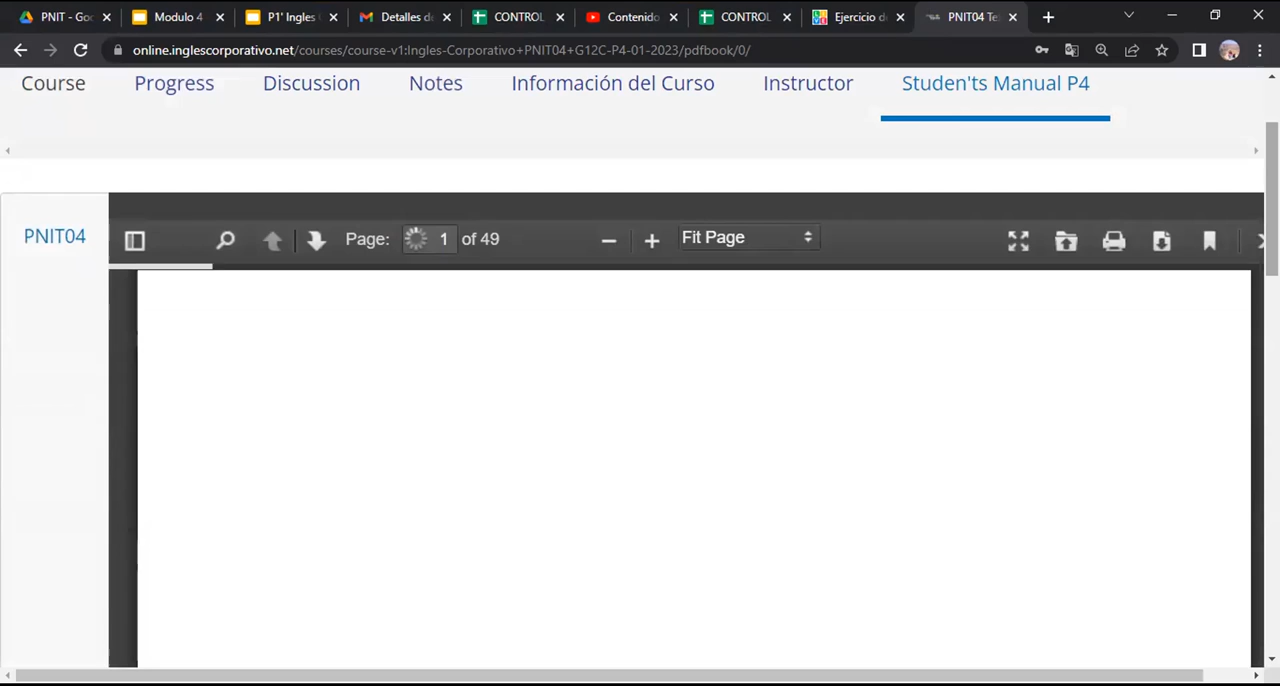 PNIT - Goo
Modulo 4
P1' Ingles
Detalles de
CONTROL
Contenido
CONTROL
Ejercicio de
PNIT04 Te
online.inglescorporativo.net/courses/course-v1:Ingles-Corporativo+PNIT04+G12C-P4-01-2023/pdfbook/0/
Course Progress Discussion Notes Información del Curso Instructor Studen'ts Manual P4
PNIT04
Page: 1 of 49
Fit Page